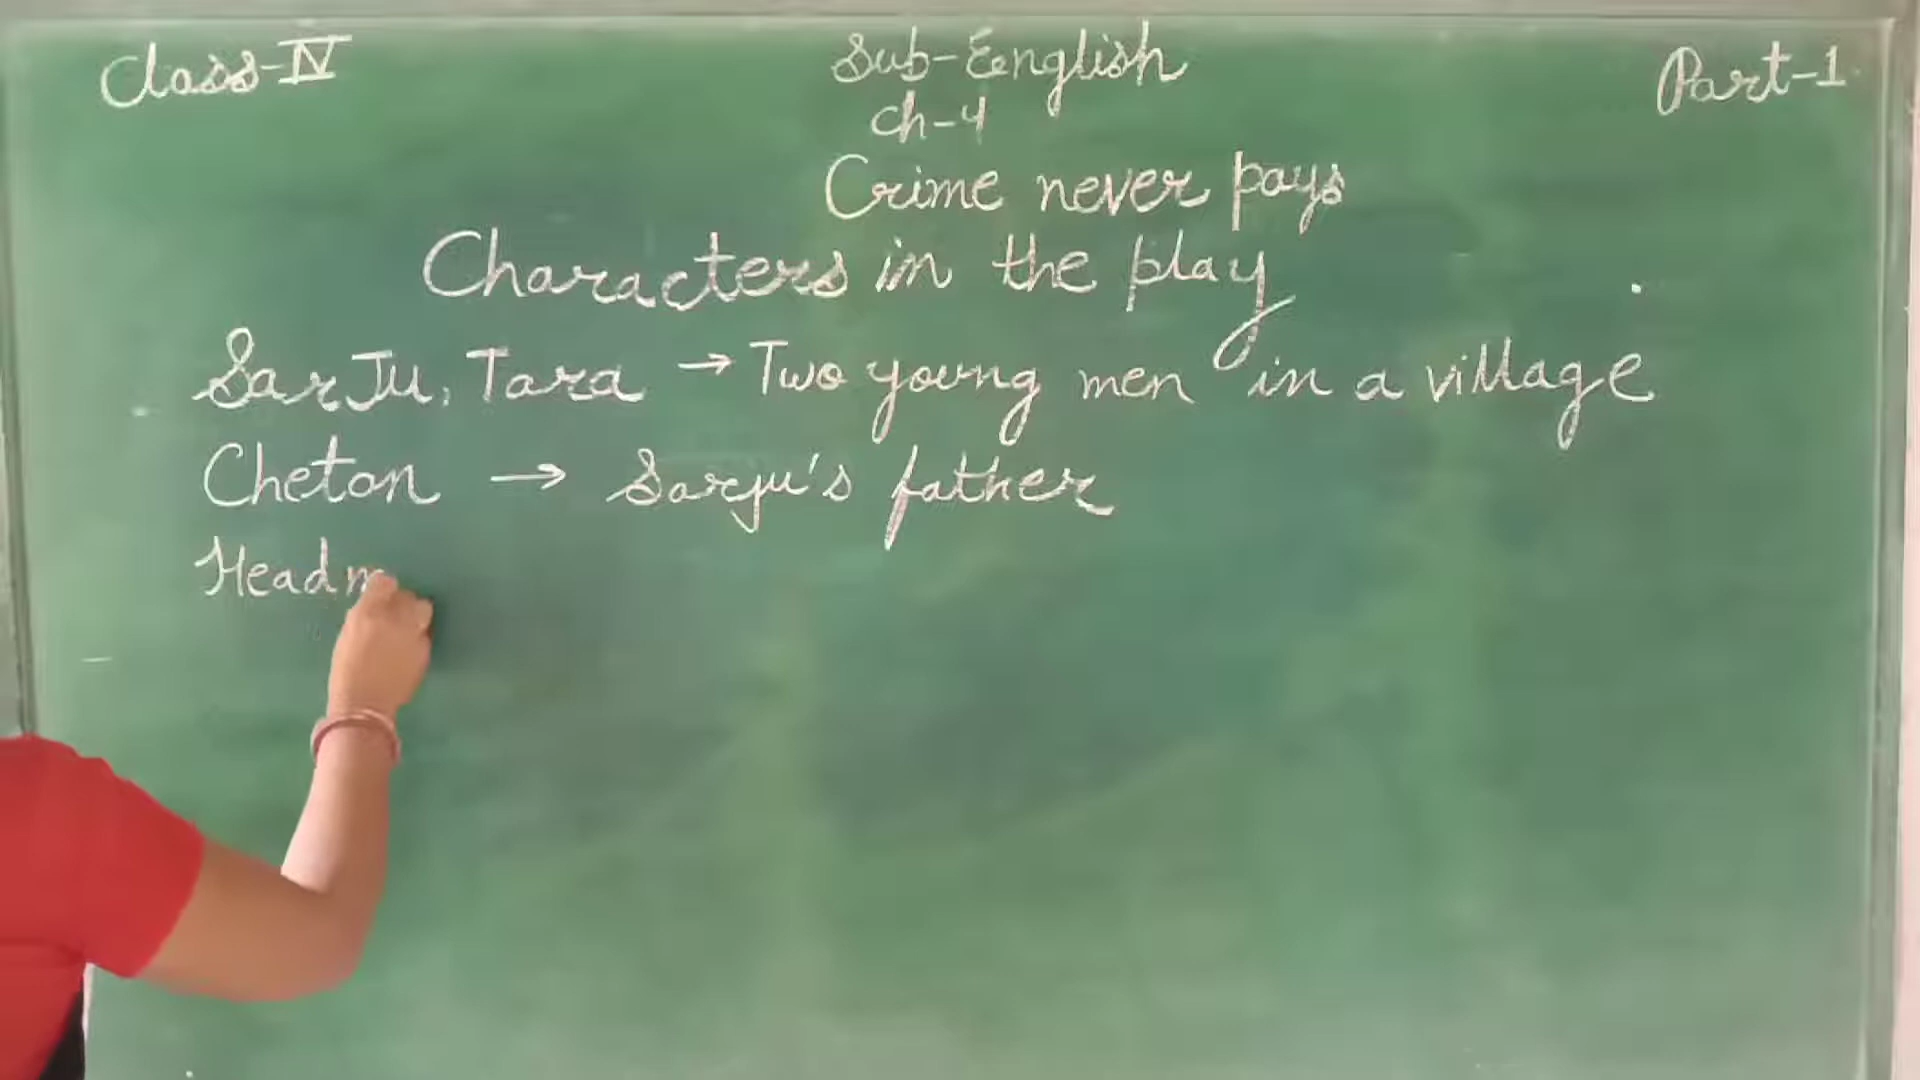 Class-IV
Sub-English
Part-1
Ch-4
Crime never pays
Characters in the play
SarJu, Tara → Two young men in a village
Chetan → Sarju's father
Headm